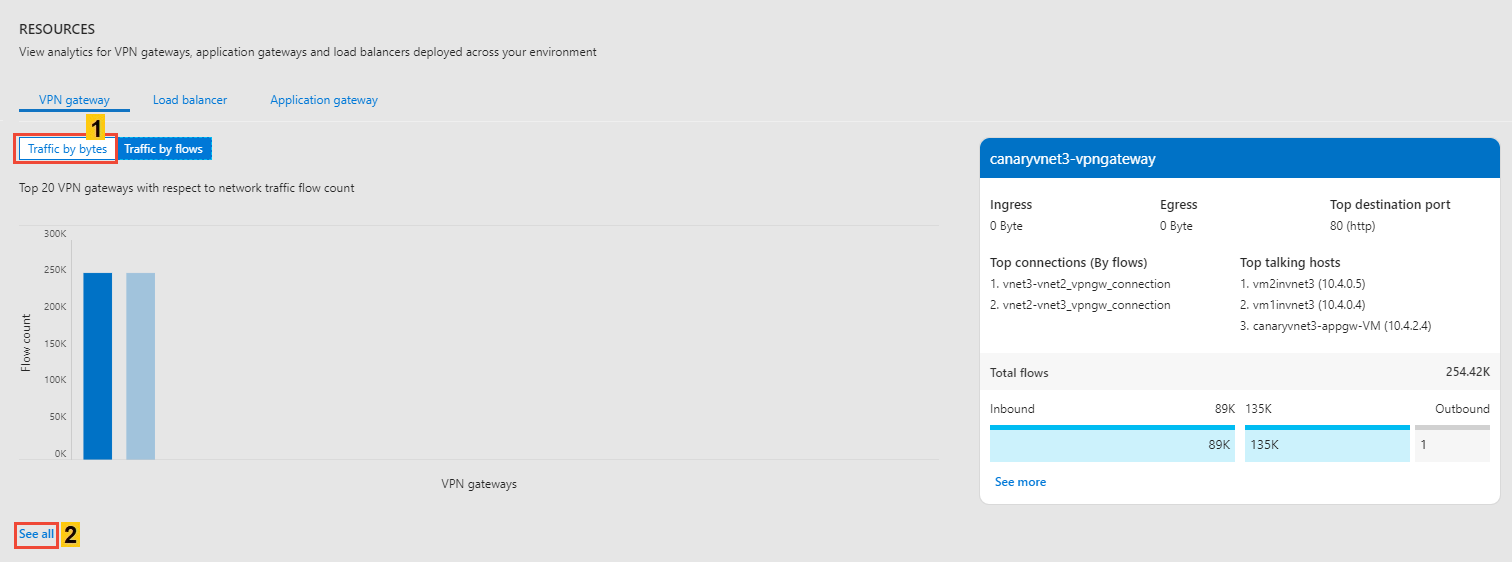 RESOURCES
View analytics for VPN gateways, application gateways and load balancers deployed across your environment
VPN gateway Load balancer Application gateway
1
Traffic by bytes Traffic by flows
Top 20 VPN gateways with respect to network traffic flow count
300K
250K
200K
150K
100K
50K
0K
Flow count
VPN gateways
See all 2
canaryvnet3-vpngateway
Ingress Egress Top destination port
0 Byte 0 Byte 80 (http)
Top connections (By flows) Top talking hosts
1. vnet3-vnet2_vpngw_connection 1. vm2invnet3 (10.4.0.5)
2. vnet2-vnet3_vpngw_connection 2. vm1invnet3 (10.4.0.4)
3. canaryvnet3-appgw-VM (10.4.2.4)
Total flows 254.42K
Inbound 89K 135K Outbound
89K 135K 1
See more